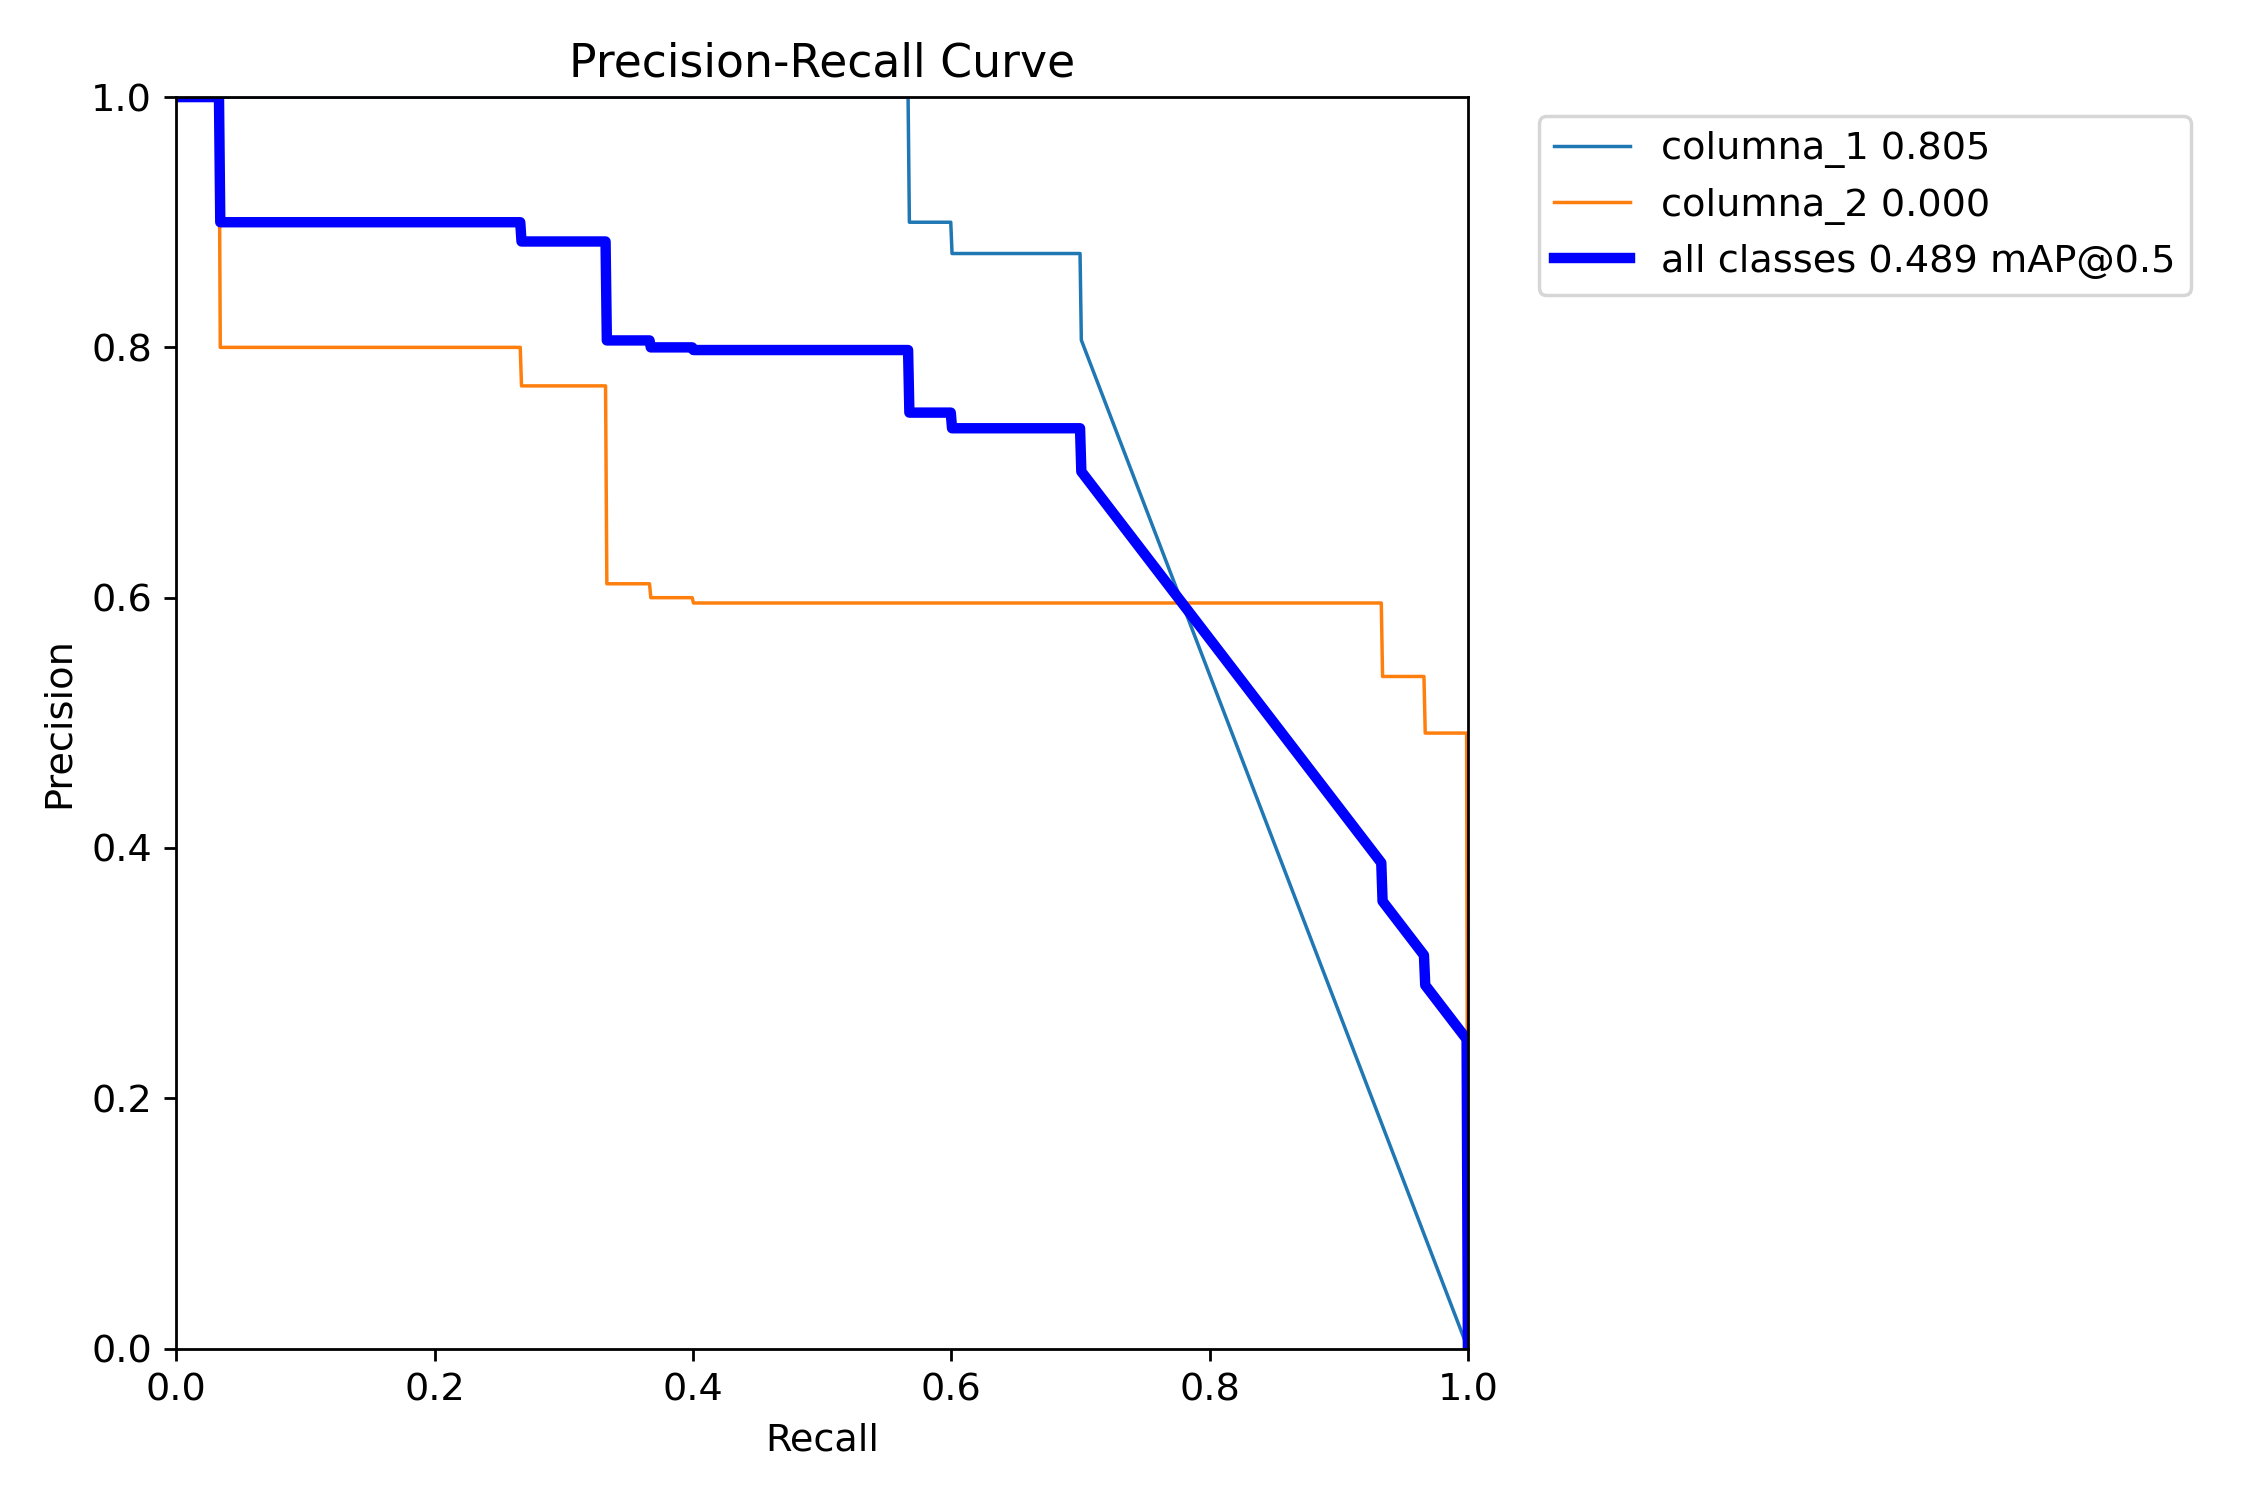 Precision-Recall Curve
1.0
0.8
0.6
0.4
0.2
0.0
Precision
0.0 0.2 0.4 0.6 0.8 1.0
Recall
columna_1 0.805
columna_2 0.000
all classes 0.489 mAP@0.5